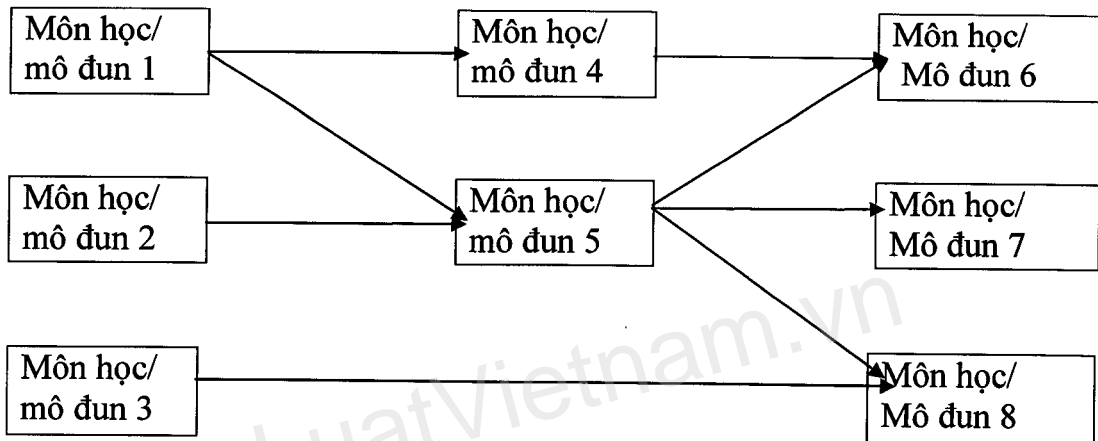 Môn học/
mô đun 1
Môn học/
mô đun 4
Môn học/
Mô đun 6
Môn học/
mô đun 2
Môn học/
mô đun 5
Môn học/
Mô đun 7
Môn học/
mô đun 3
Môn học/
Mô đun 8
LuatVietnam.vn